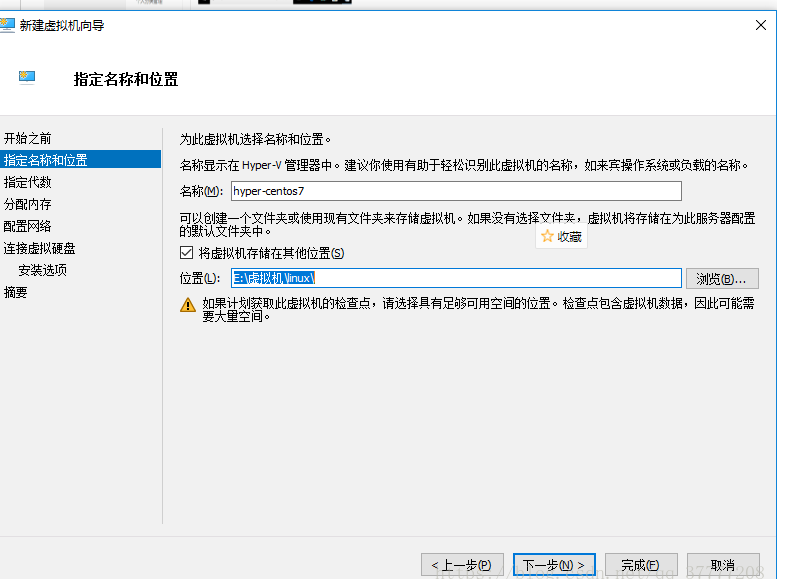 新建虚拟机向导
指定名称和位置
开始之前
指定名称和位置
指定代数
分配内存
配置网络
连接虚拟硬盘
安装选项
摘要
为此虚拟机选择名称和位置。
名称显示在 Hyper-V 管理器中。建议你使用有助于轻松识别此虚拟机的名称，如来宾操作系统或负载的名称。
名称(M): hyper-centos7
可以创建一个文件夹或使用现有文件夹来存储虚拟机。如果没有选择文件夹，虚拟机将存储在为此服务器配置
的默认文件夹中。
收藏
将虚拟机存储在其他位置(S)
位置(L): E:\虚拟机\linux\ 浏览(B)...
如果计划获取此虚拟机的检查点，请选择具有足够可用空间的位置。检查点包含虚拟机数据，因此可能需
要大量空间。
< 上一步(P) 下一步(N) > 完成(F) 取消